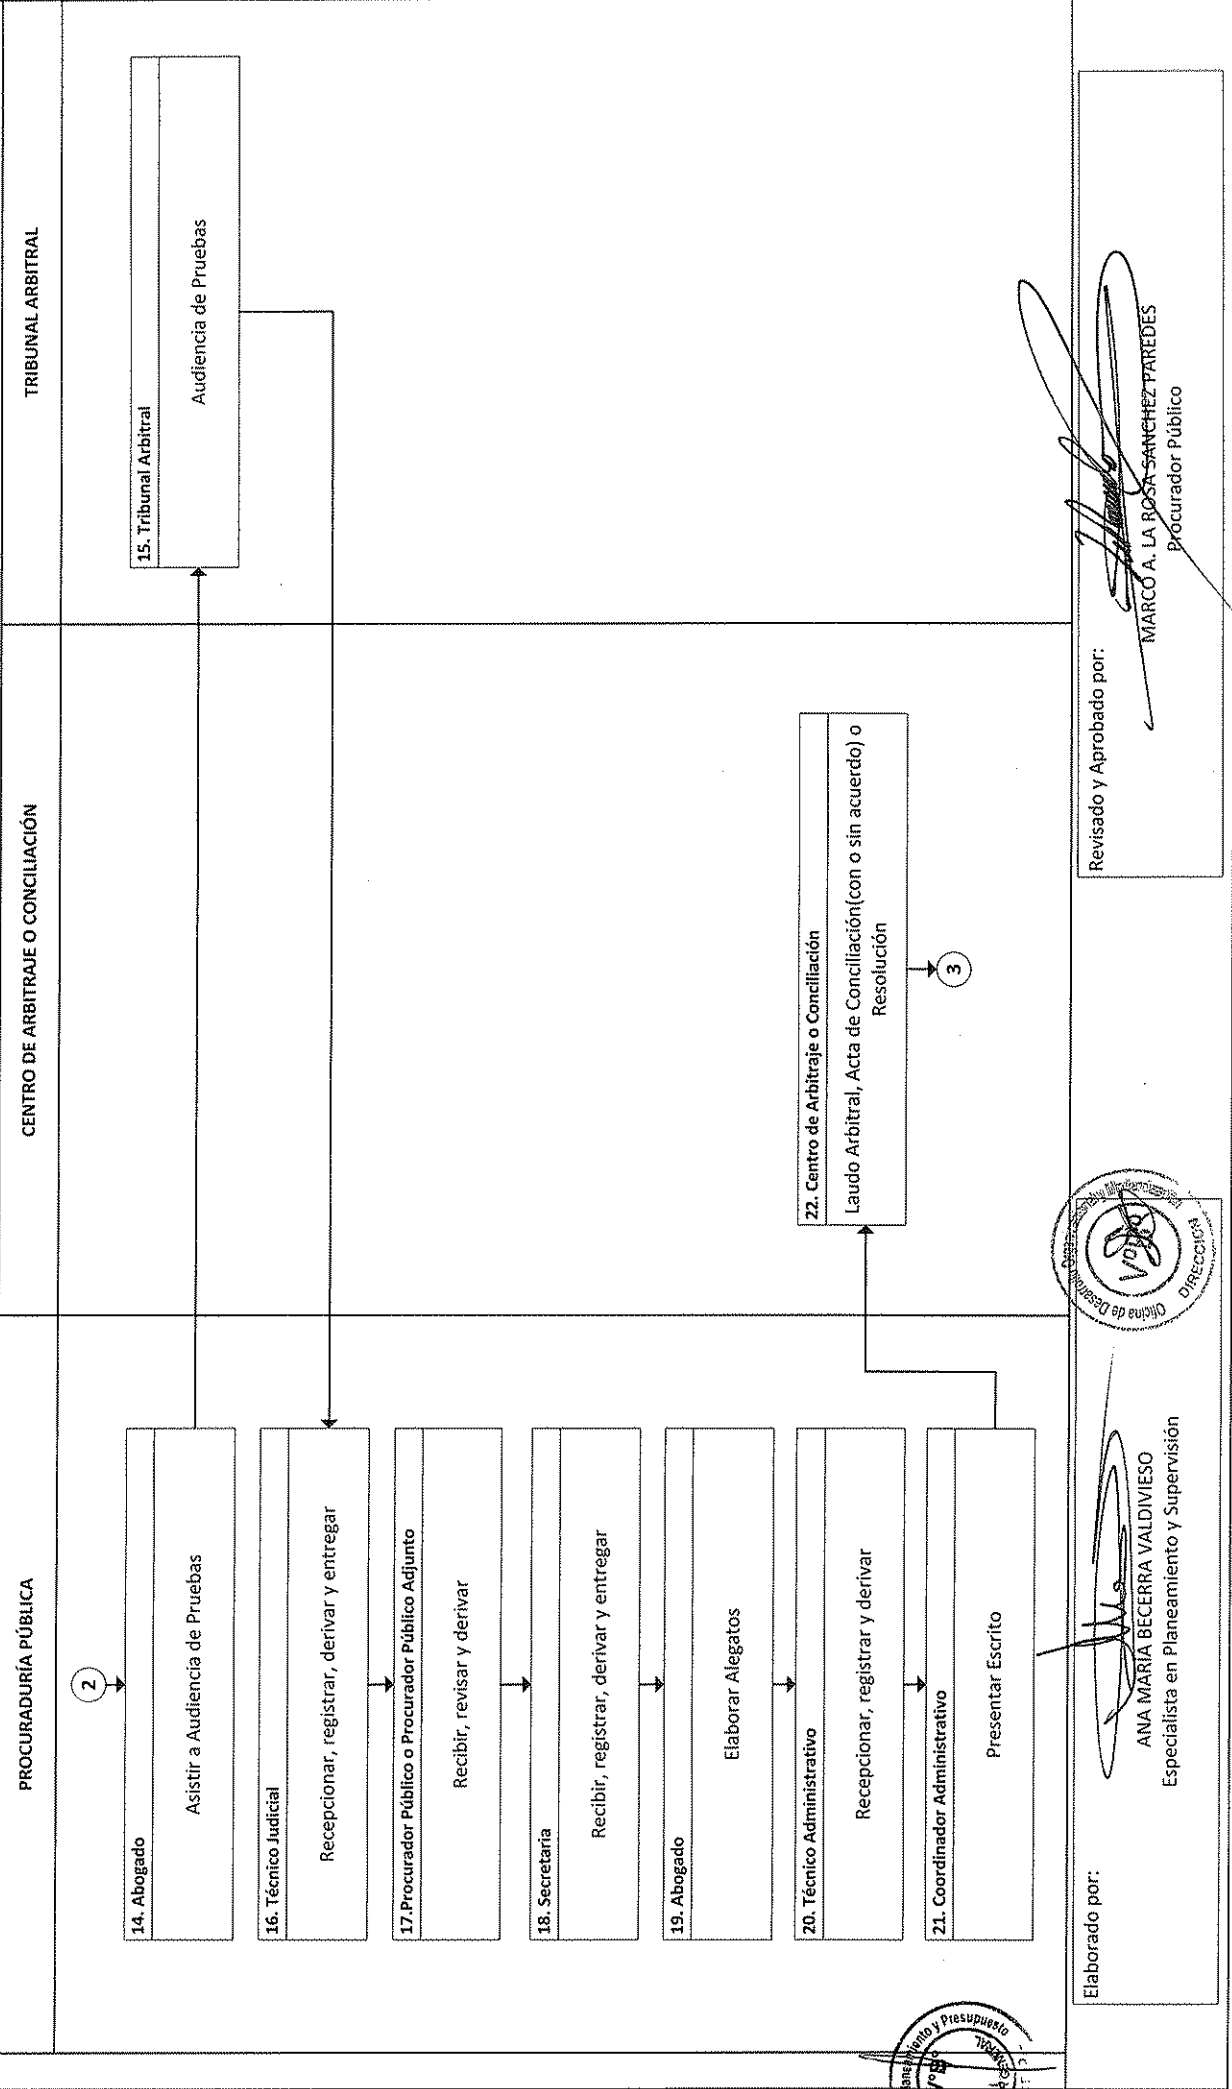 PROCURADURÍA PÚBLICA
CENTRO DE ARBITRAJE O CONCILIACIÓN
TRIBUNAL ARBITRAL
2
14. Abogado
Asistir a Audiencia de Pruebas
15. Tribunal Arbitral
Audiencia de Pruebas
16. Técnico Judicial
Recepcionar, registrar, derivar y entregar
17.Procurador Público o Procurador Público Adjunto
Recibir, revisar y derivar
18. Secretaria
Recibir, registrar, derivar y entregar
19. Abogado
Elaborar Alegatos
20. Técnico Administrativo
Recepcionar, registrar y derivar
21. Coordinador Administrativo
Presentar Escrito
22. Centro de Arbitraje o Conciliación
Laudo Arbitral, Acta de Conciliación(con o sin acuerdo) o
Resolución
3
Elaborado por:
ANA MARIA BECERRA VALDIVIESO
Especialista en Planeamiento y Supervisión
Oficina de Desarrollo
V°B°
DIRECCION
Revisado y Aprobado por:
MARCO A. LA ROSA SANCHEZ PAREDES
Procurador Público
y Presupuesto